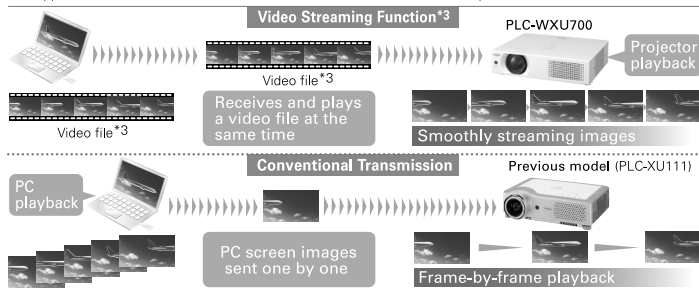 Video Streaming Function*3
PLC-WXU700
Projector
playback
Video file*3
Video file*3
Receives and plays
a video file at the
same time
Smoothly streaming images
Conventional Transmission
Previous model (PLC-XU111)
PC
playback
PC screen images
sent one by one
Frame-by-frame playback